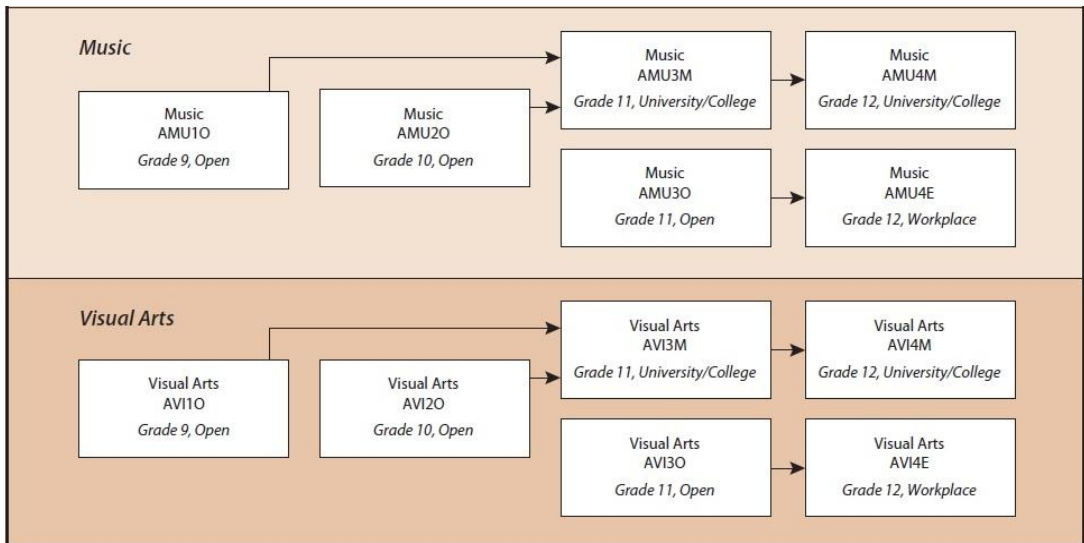 Music
Music
AMU1O
Grade 9, Open
Music
AMU2O
Grade 10, Open
Music
AMU3M
Grade 11, University/College
Music
AMU4M
Grade 12, University/College
Music
AMU3O
Grade 11, Open
Music
AMU4E
Grade 12, Workplace
Visual Arts
Visual Arts
AVI1O
Grade 9, Open
Visual Arts
AVI2O
Grade 10, Open
Visual Arts
AVI3M
Grade 11, University/College
Visual Arts
AVI4M
Grade 12, University/College
Visual Arts
AVI3O
Grade 11, Open
Visual Arts
AVI4E
Grade 12, Workplace